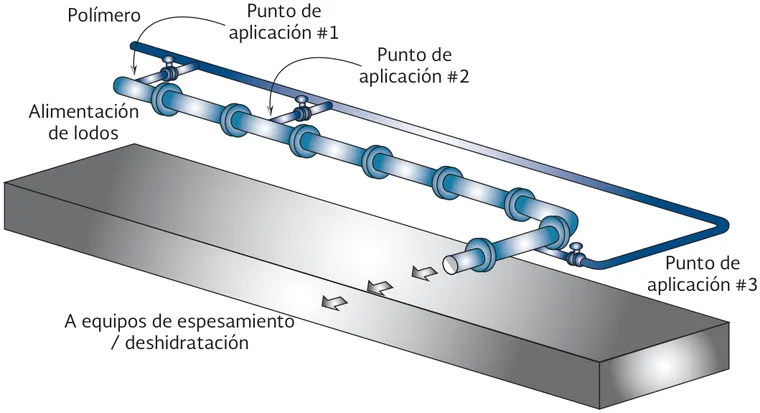 Polímero
Punto de
aplicación #1
Punto de
aplicación #2
Alimentación
de lodos
Punto de
aplicación #3
A equipos de espesamiento
/ deshidratación